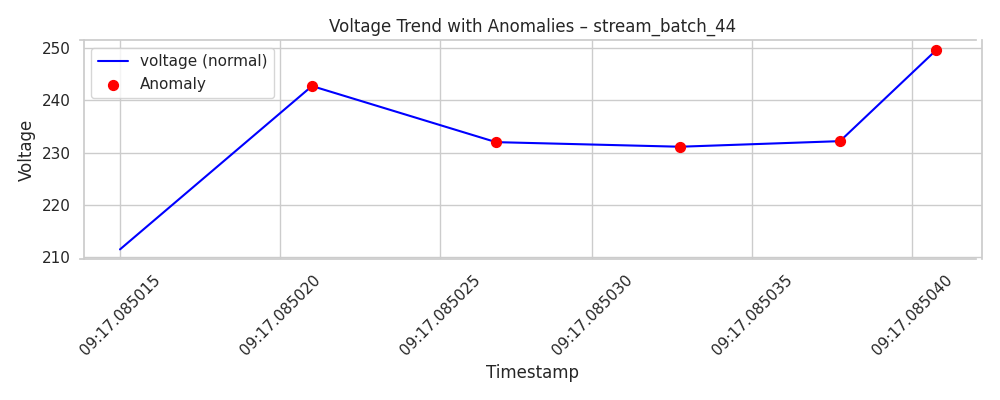 Voltage Trend with Anomalies – stream_batch_44
voltage (normal)
Anomaly
Voltage
250
240
230
220
210
09:17.085015
09:17.085020
09:17.085025
09:17.085030
09:17.085035
09:17.085040
Timestamp